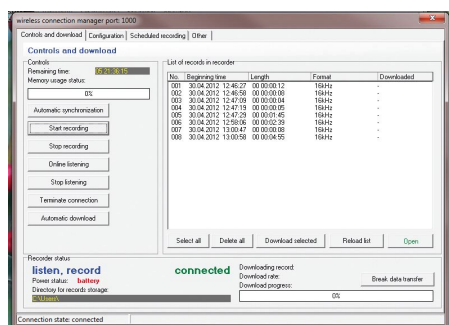 wireless connection manager port: 1000
Controls and download Configuration Scheduled recording Other
Controls and download
Controls
Remaining time:
Memory usage status:
0%
Automatic synchronization
Start recording
Stop recording
Online listening
Stop listening
Terminate connection
Automatic download
List of records in recorder
No. Beginning time Length Format Downloaded
001 30.04.2012 12:46:27 00 00:00:12 16kHz -
002 30.04.2012 12:46:58 00 00:00:08 16kHz -
003 30.04.2012 12:47:09 00 00:00:04 16kHz -
004 30.04.2012 12:47:19 00 00:00:05 16kHz -
005 30.04.2012 12:47:29 00 00:01:45 16kHz -
006 30.04.2012 12:58:06 00 00:02:39 16kHz -
007 30.04.2012 13:00:47 00 00:00:08 16kHz -
008 30.04.2012 13:00:58 00 00:04:55 16kHz -
Select all Delete all Download selected Reload list Open
Recorder status
listen, record connected
Power status: battery
Directory for records storage:
C:\Users\
Downloading record:
Download rate:
Download progress:
Break data transfer
0%
Connection state: connected